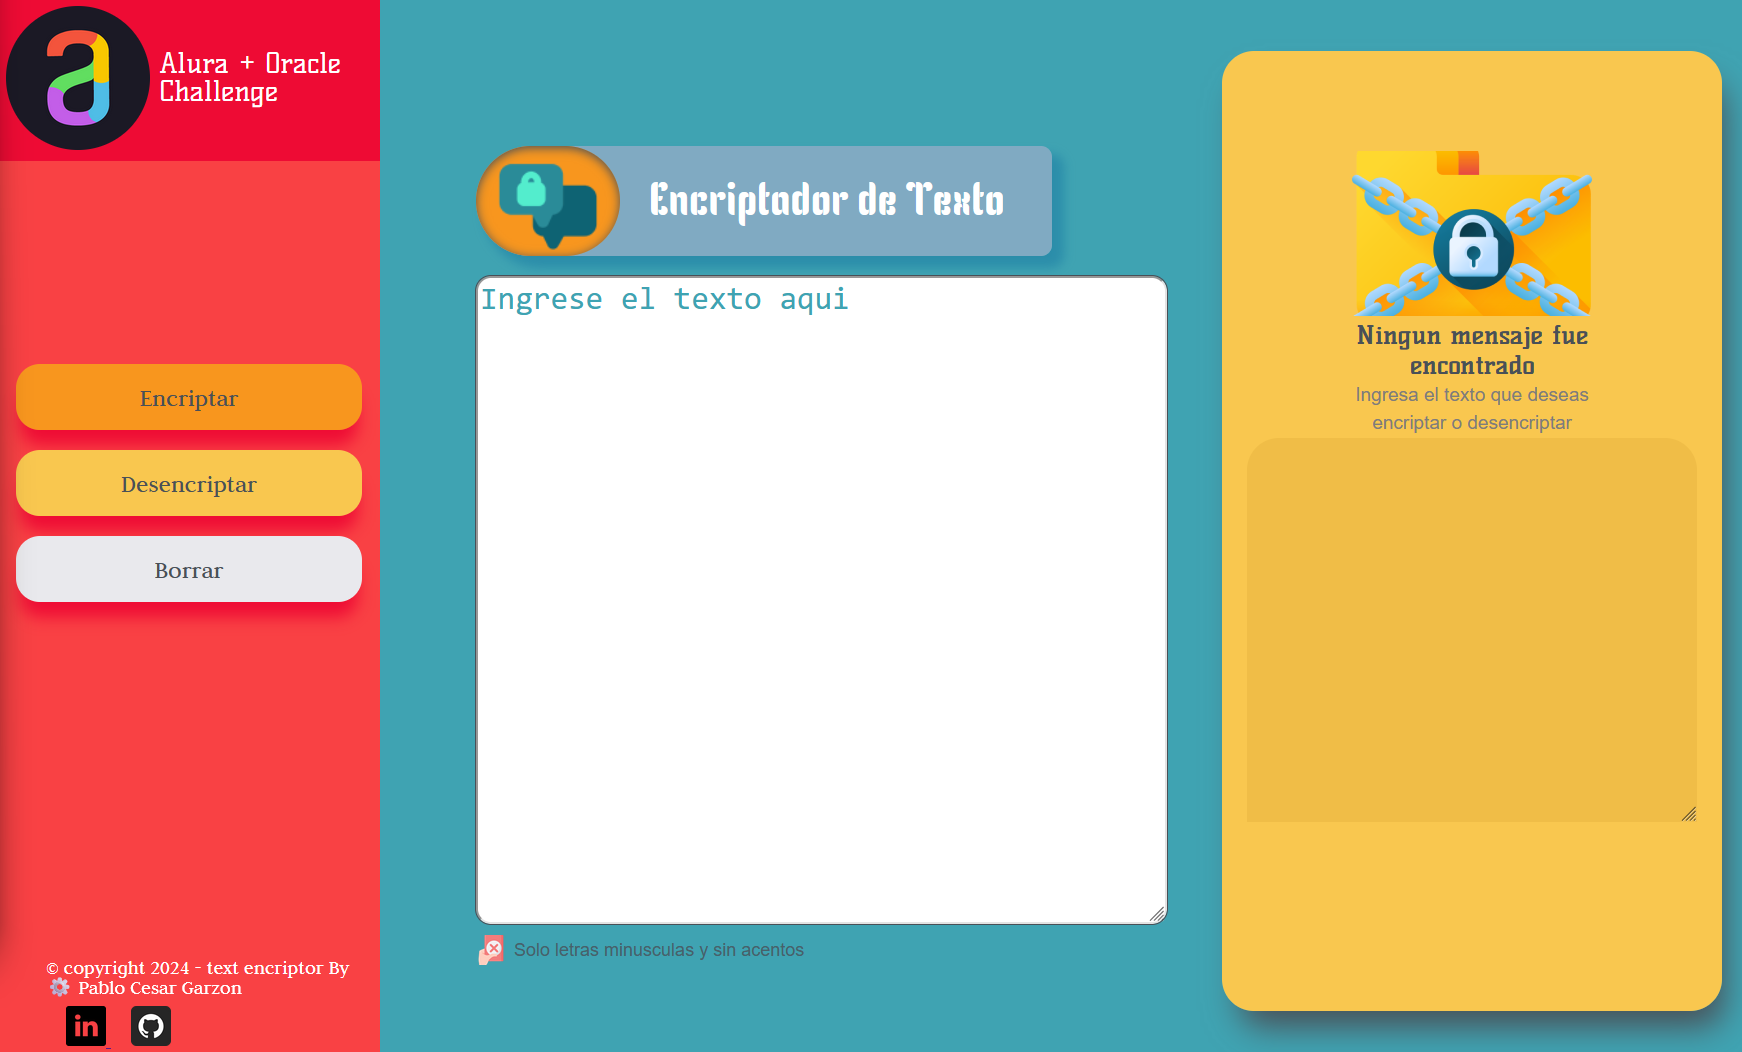 Alura + Oracle
Challenge
Encriptar
Desencriptar
Borrar
© copyright 2024 - text encriptor By
Pablo Cesar Garzon
in
Encriptador de Texto
Ingrese el texto aqui
Solo letras minusculas y sin acentos
Ningun mensaje fue
encontrado
Ingresa el texto que deseas
encriptar o desencriptar